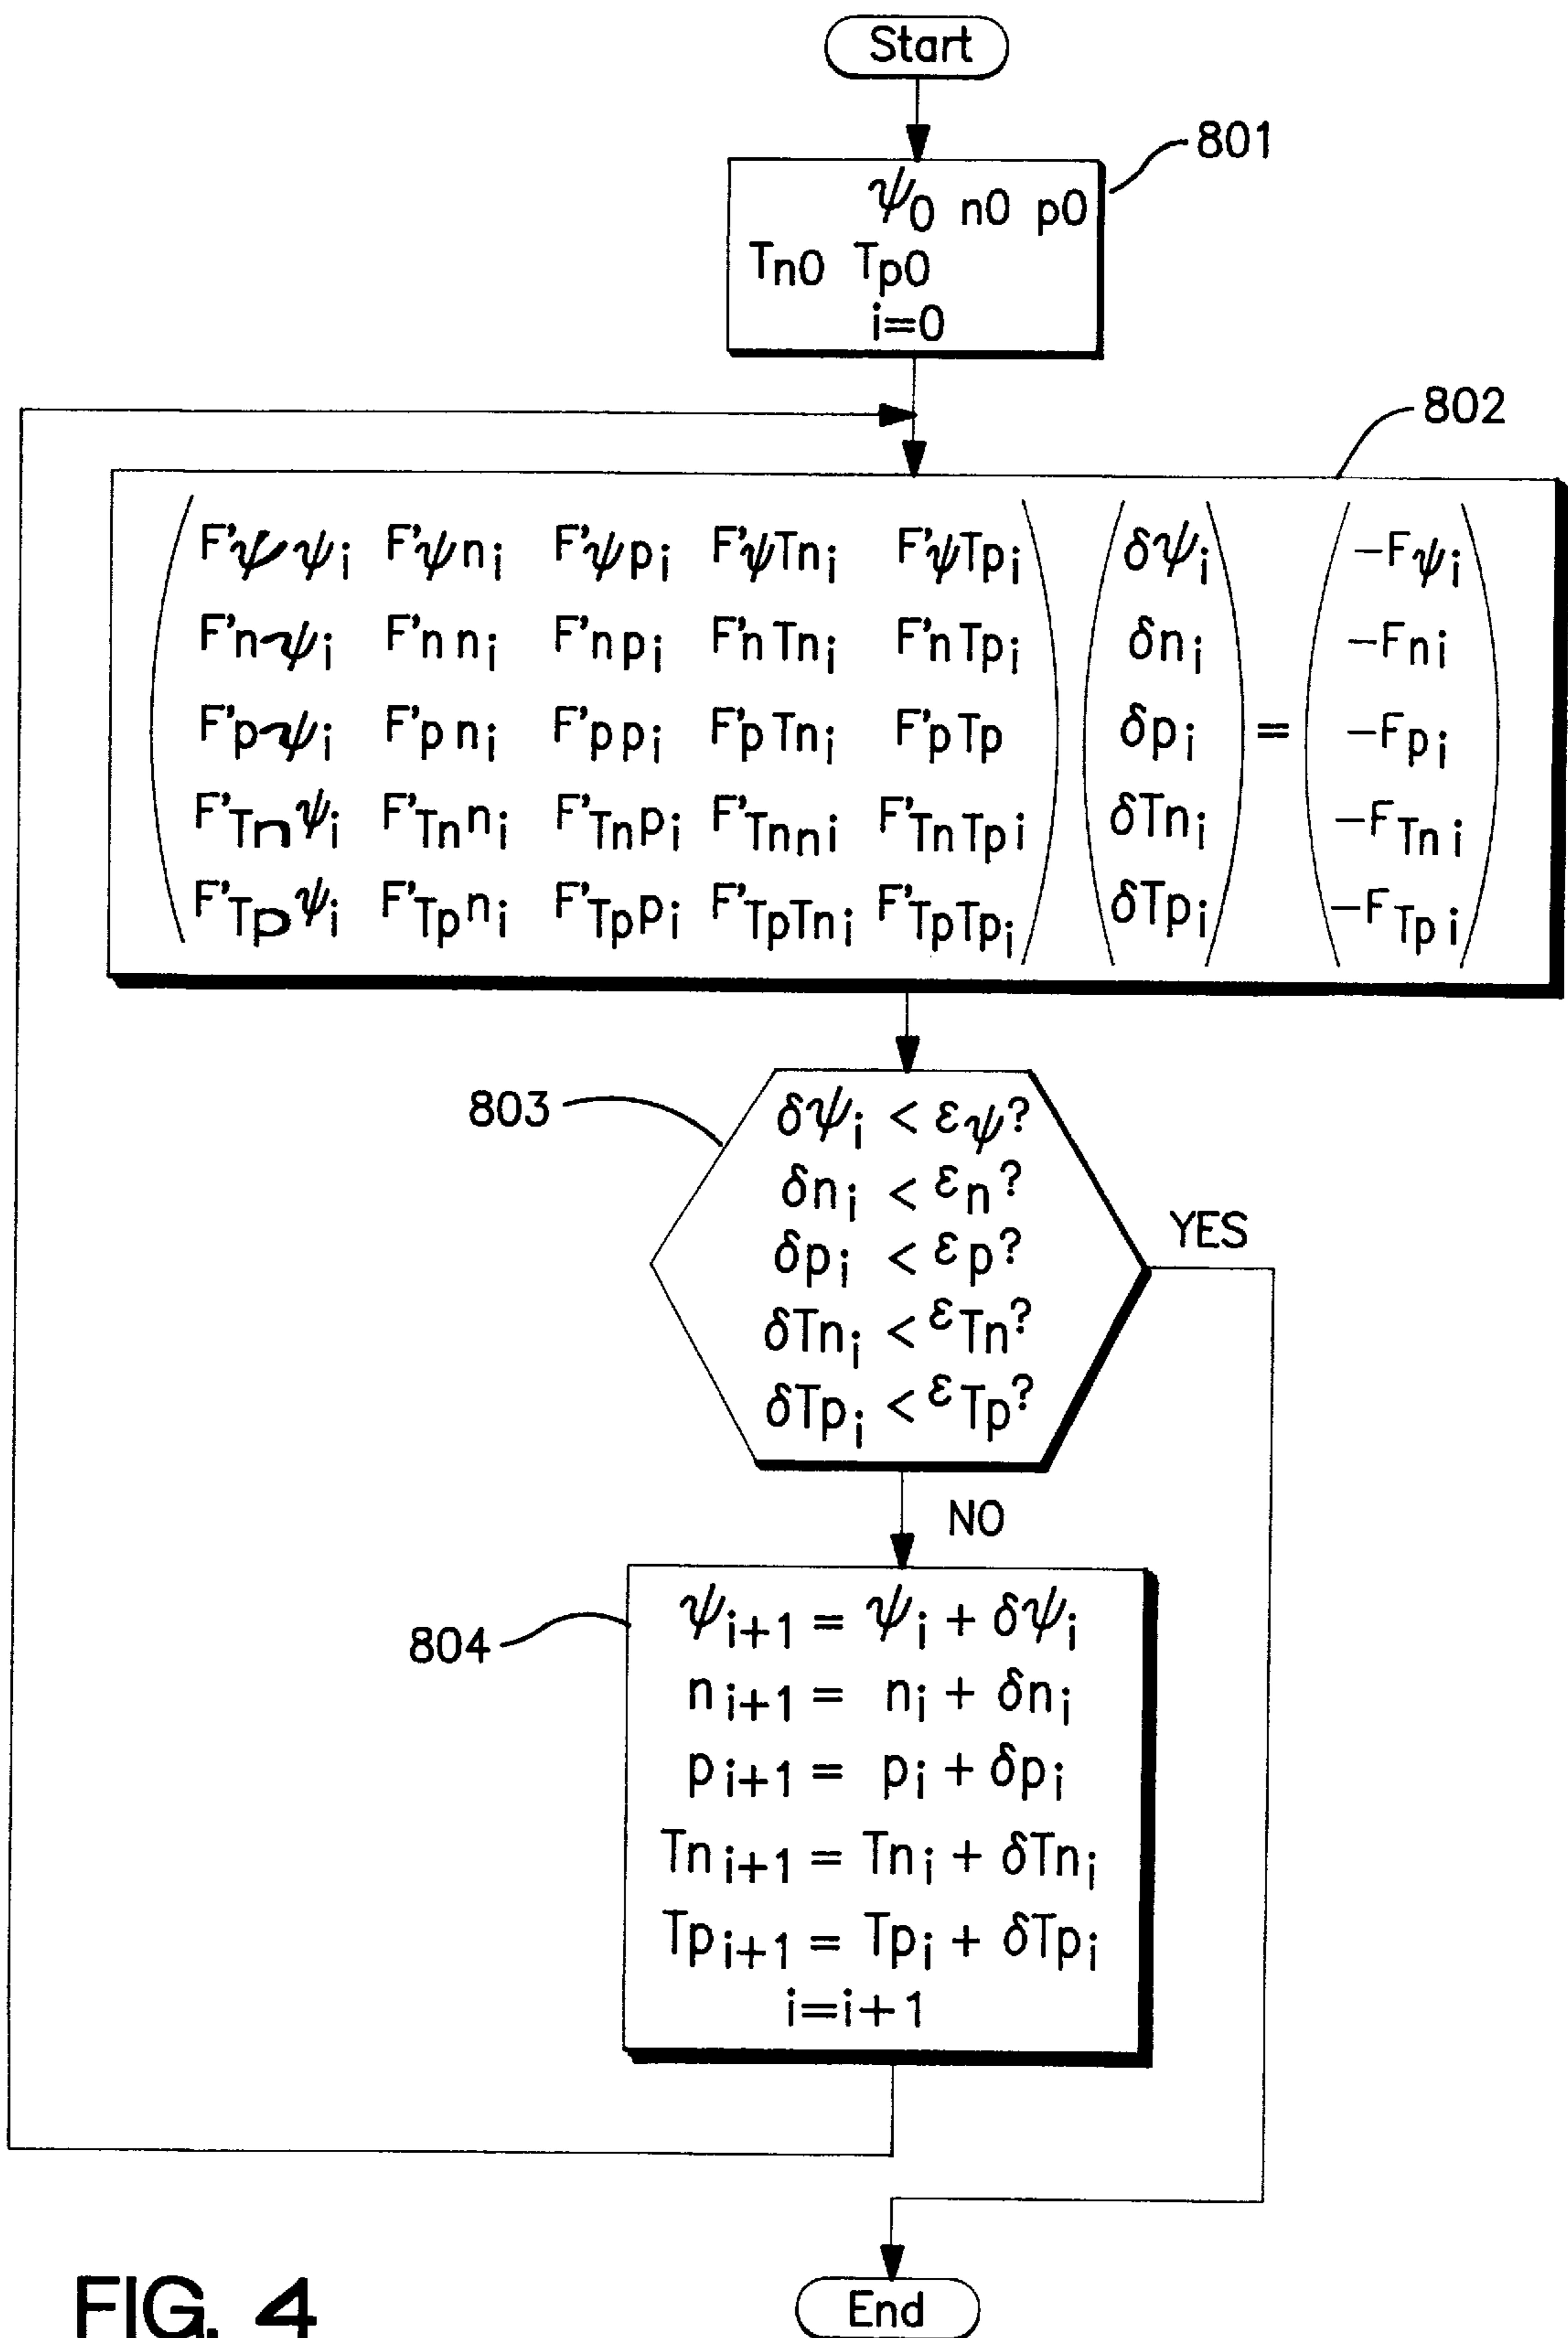 Start
801
ψ0 n0 p0
Tn0 Tp0
i=0
802
F'ψψi F'ψni F'ψpi F'ψTni F'ψTpi δψi -Fψi
F'nψi F'nni F'npi F'nTni F'nTpi δni -Fni
F'pψi F'pni F'ppi F'pTni F'pTp δpi = -Fpi
F'Tnψi F'Tnni F'Tnpi F'Tnni F'TnTpi δTni -FTni
F'Tpψi F'Tpni F'Tppi F'TpTni F'TpTpi δTpi -FTpi
803
δψi < εψ?
δni < εn?
δpi < εp?
δTni < εTn?
δTpi < εTp?
YES
NO
804
ψi+1 = ψi + δψi
ni+1 = ni + δni
pi+1 = pi + δpi
Tni+1 = Tni + δTni
Tpi+1 = Tpi + δTpi
i=i+1
End
FIG. 4